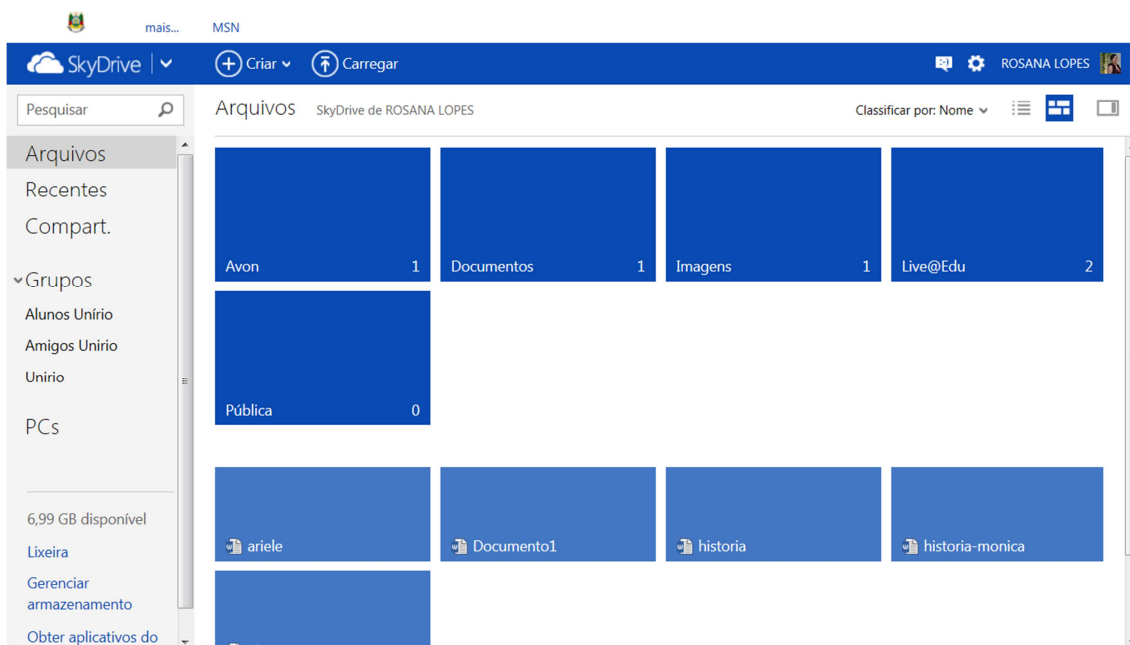 mais... MSN
SkyDrive Criar Carregar ROSANA LOPES
Pesquisar
Arquivos SkyDrive de ROSANA LOPES Classificar por: Nome
Arquivos
Recentes
Compart.
Grupos
Alunos Unírio
Amigos Unirio
Unirio
PCs
6,99 GB disponível
Lixeira
Gerenciar
armazenamento
Obter aplicativos do
Avon 1 Documentos 1 Imagens 1 Live@Edu 2
Pública 0
ariele Documento1 historia historia-monica